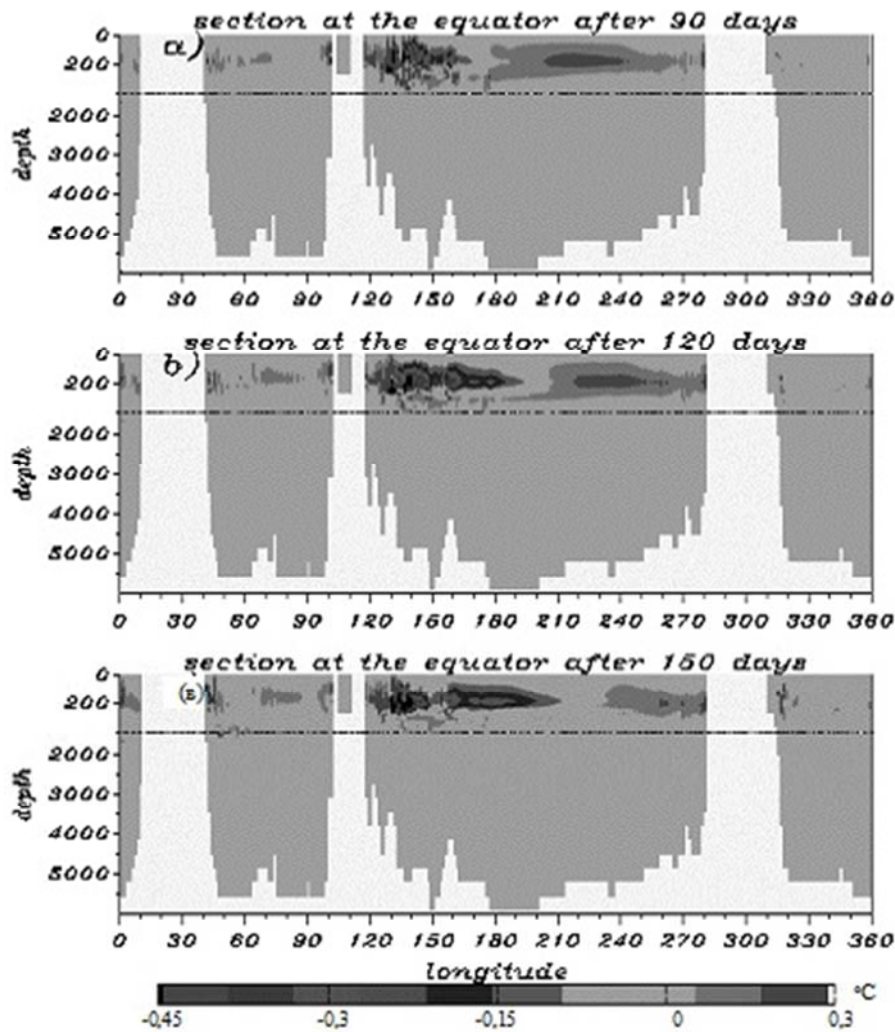 section at the equator after 90 days
a)
0
200
2000
3000
4000
5000
depth
0 30 60 90 120 150 180 210 240 270 300 330 360
section at the equator after 120 days
b)
0
200
2000
3000
4000
5000
depth
0 30 60 90 120 150 180 210 240 270 300 330 360
section at the equator after 150 days
(в)
0
200
2000
3000
4000
5000
depth
0 30 60 90 120 150 180 210 240 270 300 330 360
longitude
°C
-0,45 -0,3 -0,15 0 0.3